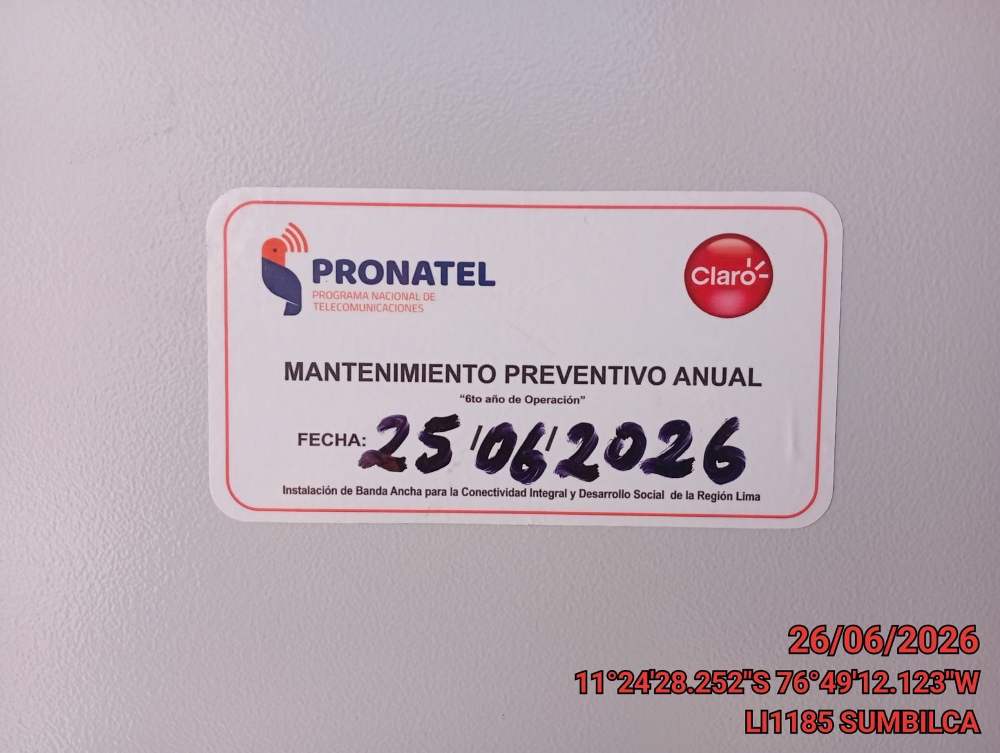 PRONATEL
PROGRAMA NACIONAL DE
TELECOMUNICACIONES
Claro
MANTENIMIENTO PREVENTIVO ANUAL
“6to año de Operación”
FECHA: 25/06/2026
Instalación de Banda Ancha para la Conectividad Integral y Desarrollo Social de la Región Lima
26/06/2026
11°24'28.252"S 76°49'12.123"W
LI1185 SUMBILCA